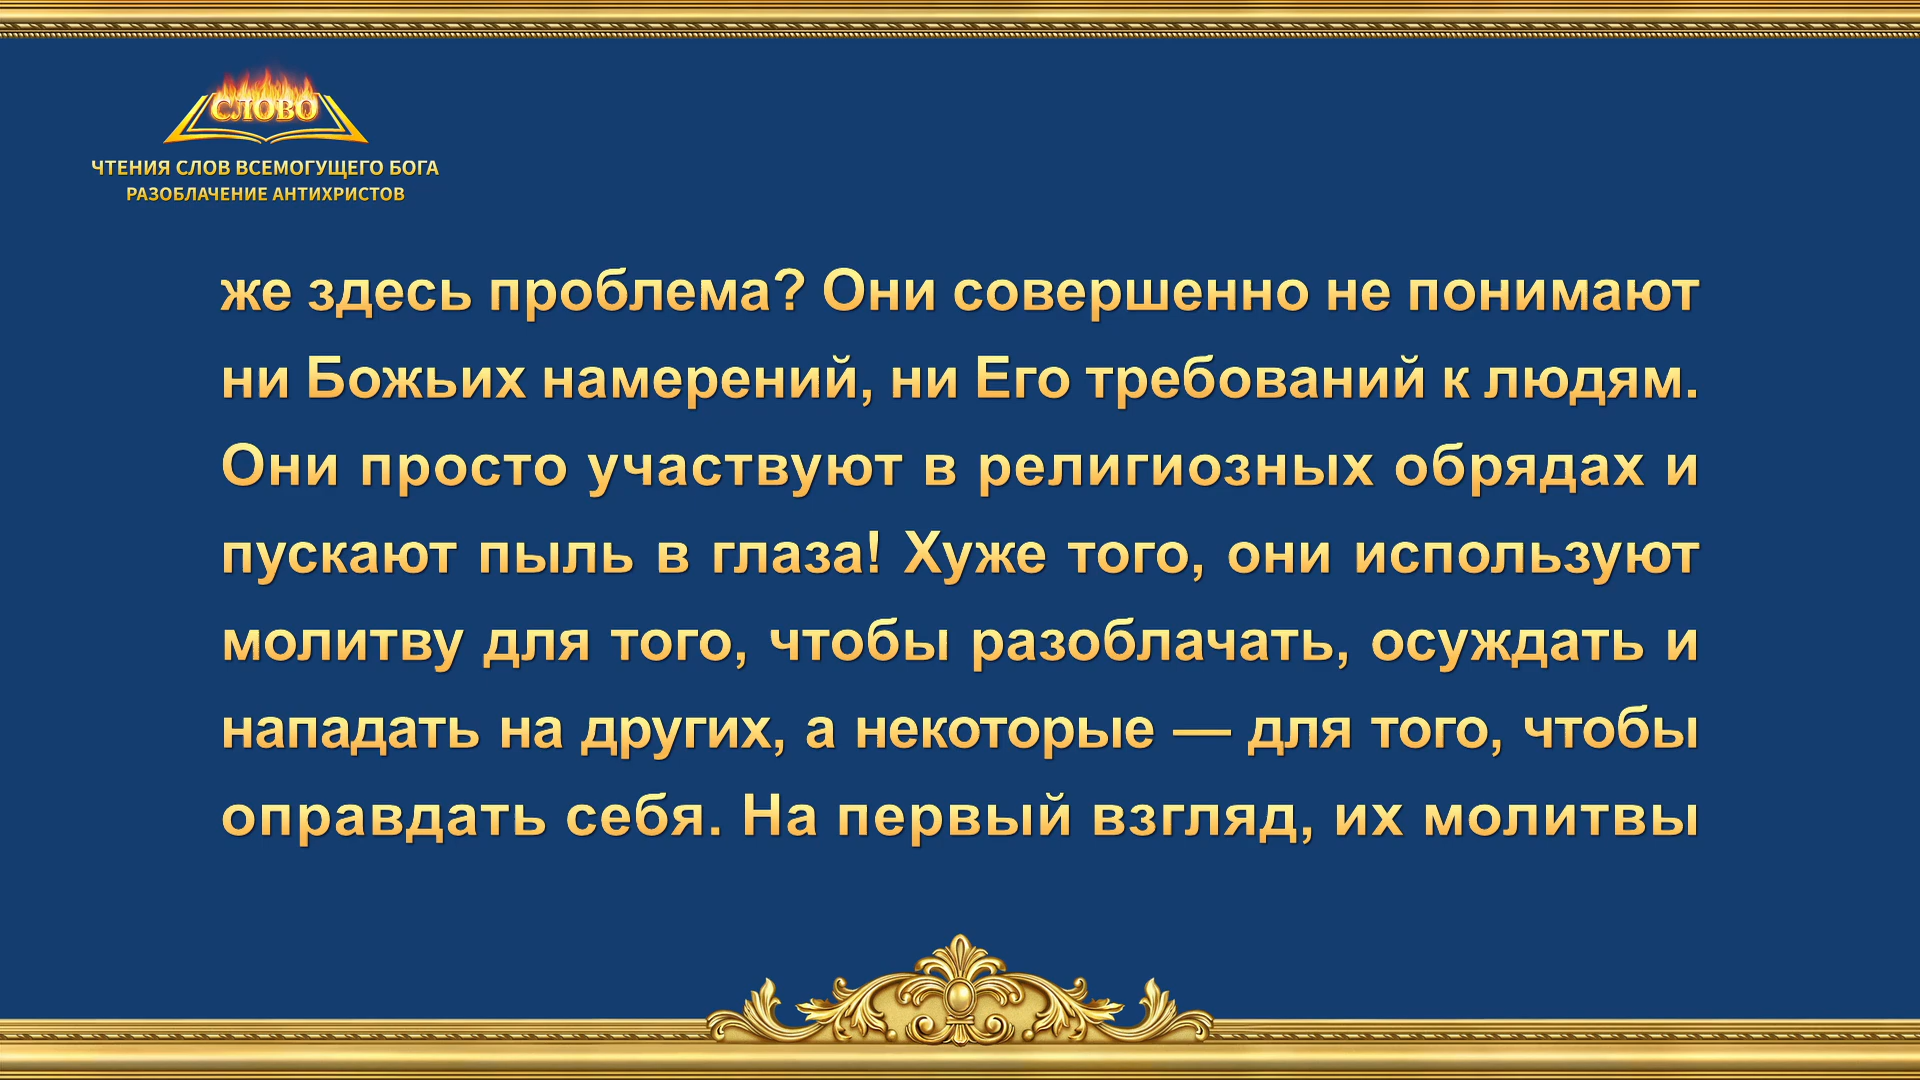 СЛОВО
ЧТЕНИЯ СЛОВ ВСЕМОГУЩЕГО БОГА
РАЗОБЛАЧЕНИЕ АНТИХРИСТОВ
же здесь проблема? Они совершенно не понимают
ни Божьих намерений, ни Его требований к людям.
Они просто участвуют в религиозных обрядах и
пускают пыль в глаза! Хуже того, они используют
молитву для того, чтобы разоблачать, осуждать и
нападать на других, а некоторые — для того, чтобы
оправдать себя. На первый взгляд, их молитвы